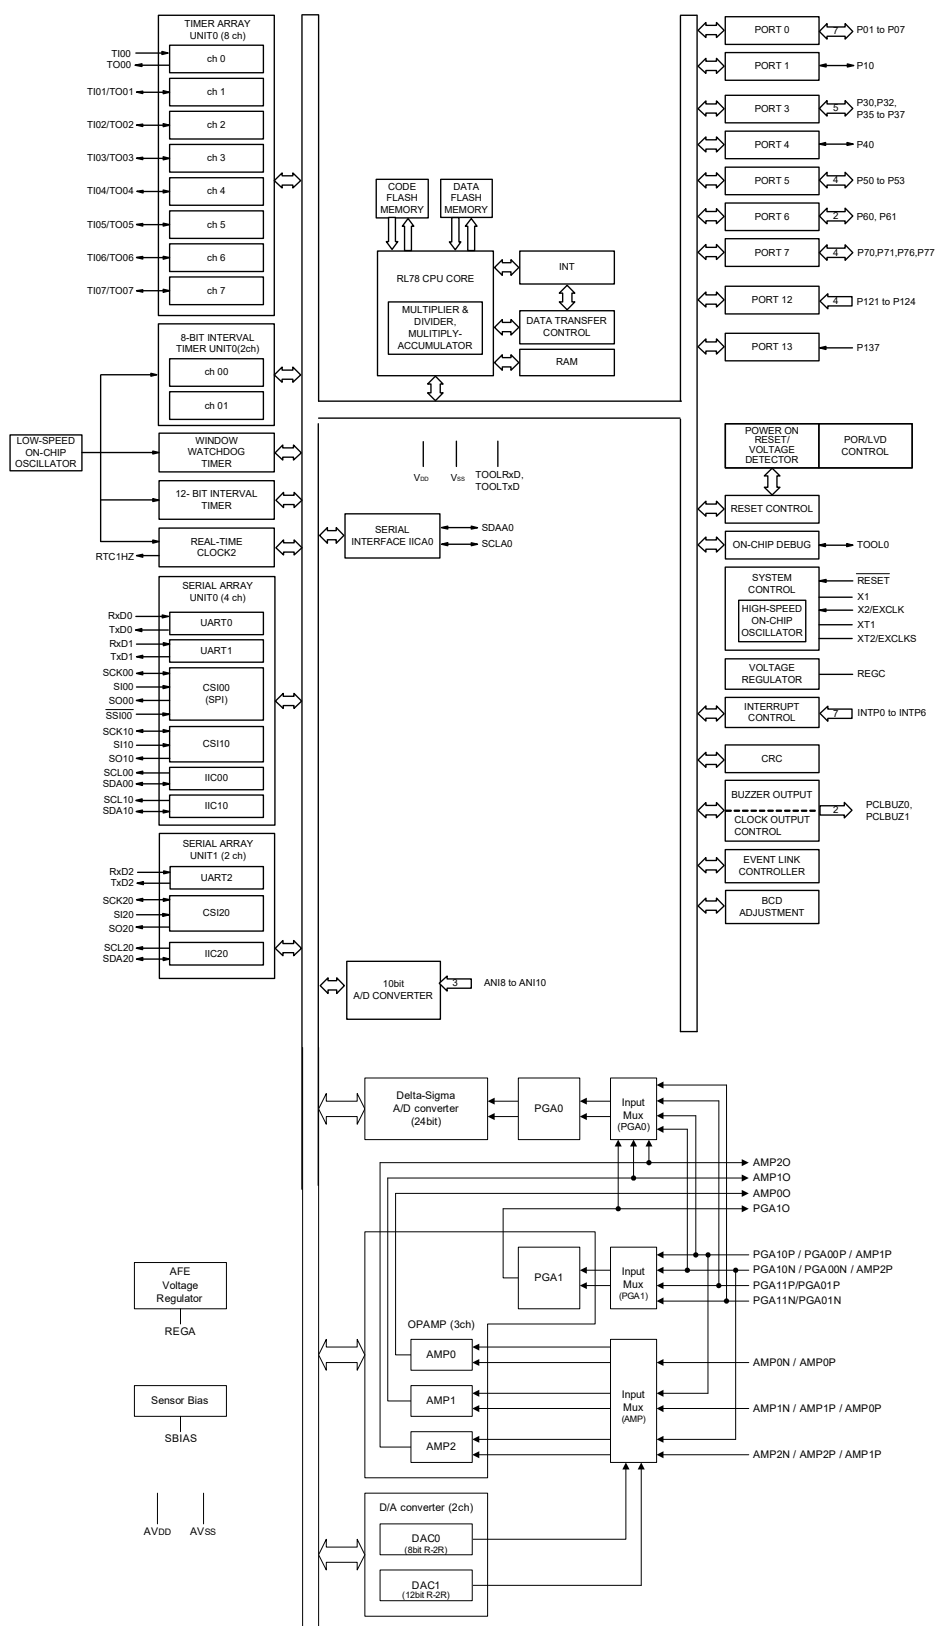 TIMER ARRAY
UNIT0 (8 ch)
TI00
TO00
ch 0
TI01/TO01
ch 1
TI02/TO02
ch 2
TI03/TO03
ch 3
TI04/TO04
ch 4
TI05/TO05
ch 5
TI06/TO06
ch 6
TI07/TO07
ch 7
8-BIT INTERVAL
TIMER UNIT0(2ch)
ch 00
ch 01
LOW-SPEED
ON-CHIP
OSCILLATOR
WINDOW
WATCHDOG
TIMER
12- BIT INTERVAL
TIMER
RTC1HZ
REAL-TIME
CLOCK2
SERIAL ARRAY
UNIT0 (4 ch)
RxD0
TxD0
UART0
RxD1
TxD1
UART1
SCK00
SI00
SO00
SSI00
CSI00
(SPI)
SCK10
SI10
SO10
CSI10
SCL00
SDA00
IIC00
SCL10
SDA10
IIC10
SERIAL ARRAY
UNIT1 (2 ch)
RxD2
TxD2
UART2
SCK20
SI20
SO20
CSI20
SCL20
SDA20
IIC20
CODE
FLASH
MEMORY
DATA
FLASH
MEMORY
RL78 CPU CORE
MULTIPLIER &
DIVIDER,
MULITIPLY-
ACCUMULATOR
INT
DATA TRANSFER
CONTROL
RAM
VDD
VSS
TOOLRxD,
TOOLTxD
SERIAL
INTERFACE IICA0
SDAA0
SCLA0
10bit
A/D CONVERTER
3
ANI8 to ANI10
PORT 0
7
P01 to P07
PORT 1
P10
PORT 3
5
P30,P32,
P35 to P37
PORT 4
P40
PORT 5
4
P50 to P53
PORT 6
2
P60, P61
PORT 7
4
P70,P71,P76,P77
PORT 12
4
P121 to P124
PORT 13
P137
POWER ON
RESET/
VOLTAGE
DETECTOR
POR/LVD
CONTROL
RESET CONTROL
ON-CHIP DEBUG
TOOL0
SYSTEM
CONTROL
HIGH-SPEED
ON-CHIP
OSCILLATOR
RESET
X1
X2/EXCLK
XT1
XT2/EXCLKS
VOLTAGE
REGULATOR
REGC
INTERRUPT
CONTROL
7
INTP0 to INTP6
CRC
BUZZER OUTPUT
CLOCK OUTPUT
CONTROL
2
PCLBUZ0,
PCLBUZ1
EVENT LINK
CONTROLLER
BCD
ADJUSTMENT
Delta-Sigma
A/D converter
(24bit)
PGA0
Input
Mux
(PGA0)
AMP2O
AMP1O
AMP0O
PGA1O
PGA1
Input
Mux
(PGA1)
PGA10P / PGA00P / AMP1P
PGA10N / PGA00N / AMP2P
PGA11P/PGA01P
PGA11N/PGA01N
OPAMP (3ch)
AMP0
AMP1
AMP2
Input
Mux
(AMP)
AMP0N / AMP0P
AMP1N / AMP1P / AMP0P
AMP2N / AMP2P / AMP1P
AFE
Voltage
Regulator
REGA
Sensor Bias
SBIAS
AVDD
AVSS
D/A converter (2ch)
DAC0
(8bit R-2R)
DAC1
(12bit R-2R)